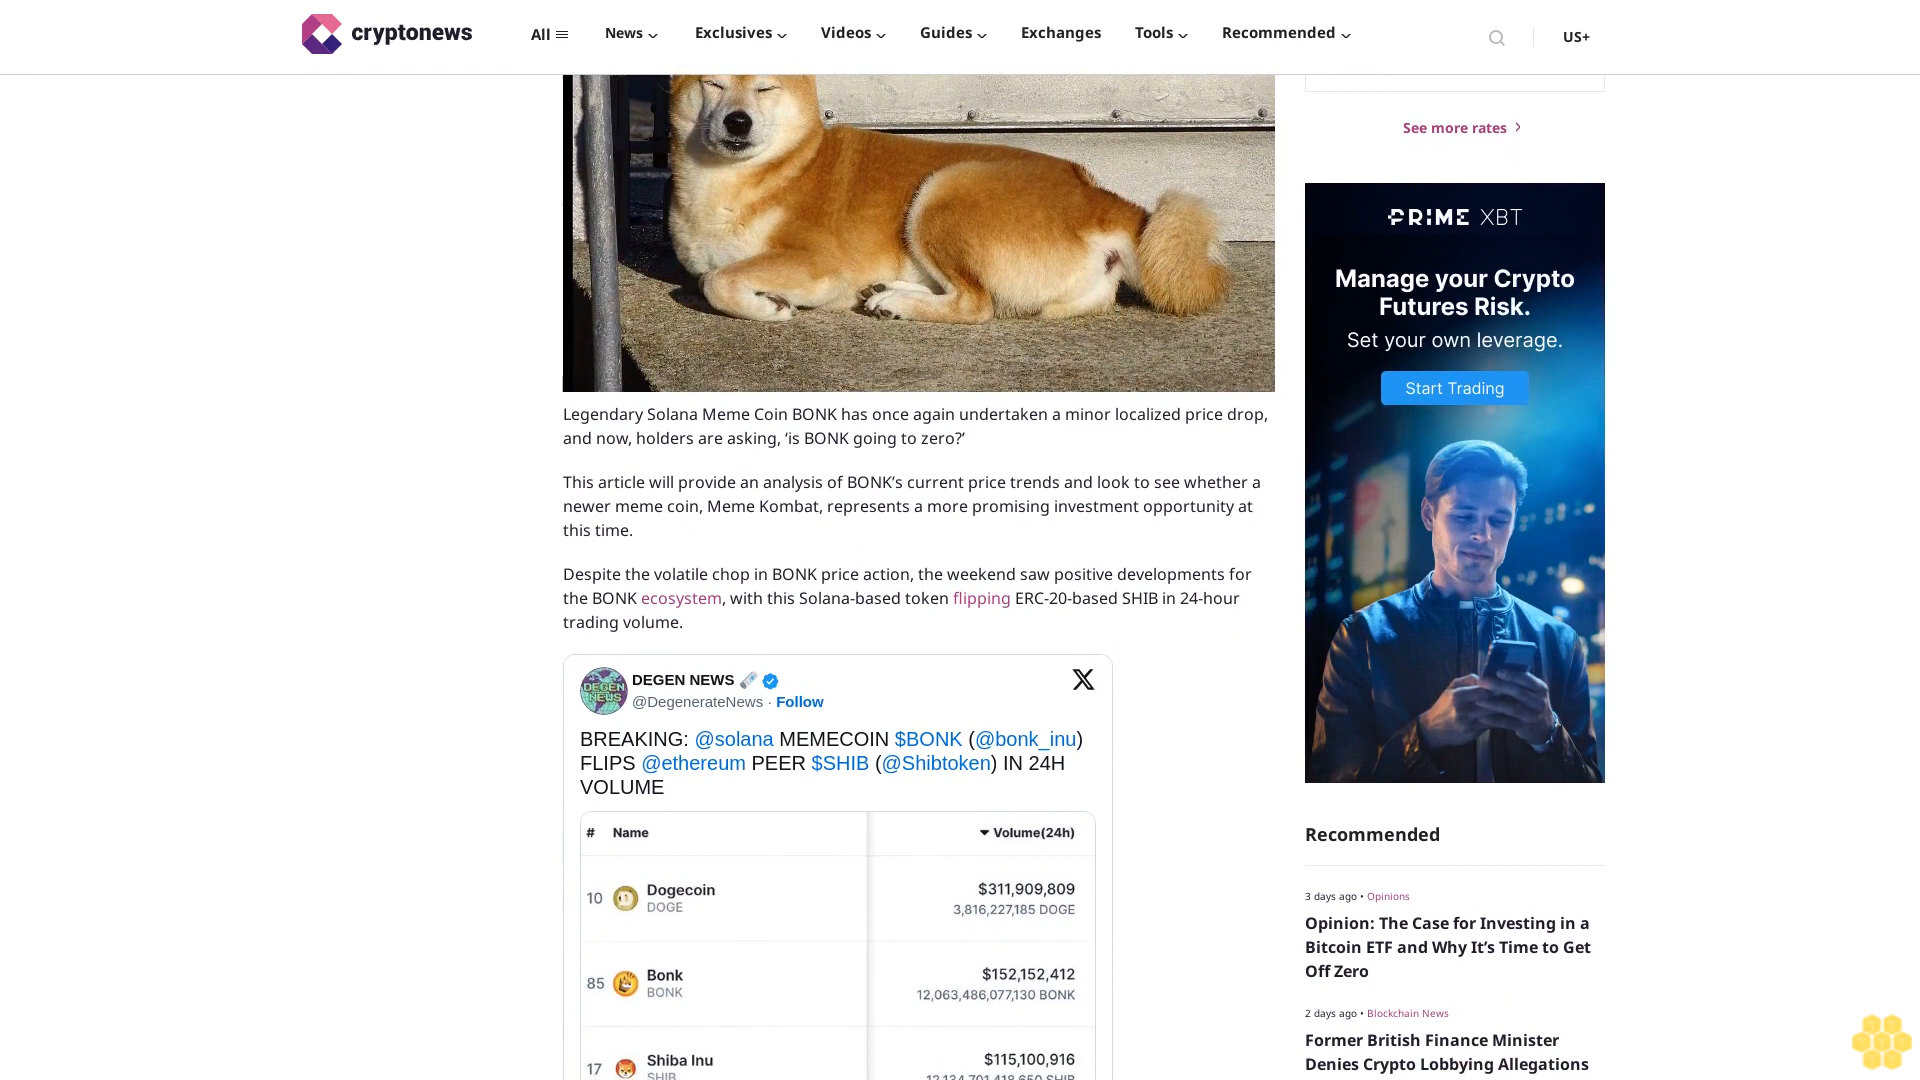 cryptonews
All
News
Exclusives
Videos
Guides
Exchanges
Tools
Recommended
US+
Legendary Solana Meme Coin BONK has once again undertaken a minor localized price drop,
and now, holders are asking, ‘is BONK going to zero?’
This article will provide an analysis of BONK’s current price trends and look to see whether a
newer meme coin, Meme Kombat, represents a more promising investment opportunity at
this time.
Despite the volatile chop in BONK price action, the weekend saw positive developments for
the BONK ecosystem, with this Solana-based token flipping ERC-20-based SHIB in 24-hour
trading volume.
DEGEN NEWS
DEGEN NEWS
@DegenerateNews · Follow
BREAKING: @solana MEMECOIN $BONK (@bonk_inu)
FLIPS @ethereum PEER $SHIB (@Shibtoken) IN 24H
VOLUME
# Name Volume(24h)
10 Dogecoin $311,909,809
DOGE 3,816,227,185 DOGE
85 Bonk $152,152,412
BONK 12,063,486,077,130 BONK
17 Shiba Inu $115,100,916
SHIB 12,134,701,418,650 SHIB
See more rates
PRIME XBT
Manage your Crypto
Futures Risk.
Set your own leverage.
Start Trading
Recommended
3 days ago • Opinions
Opinion: The Case for Investing in a
Bitcoin ETF and Why It’s Time to Get
Off Zero
2 days ago • Blockchain News
Former British Finance Minister
Denies Crypto Lobbying Allegations